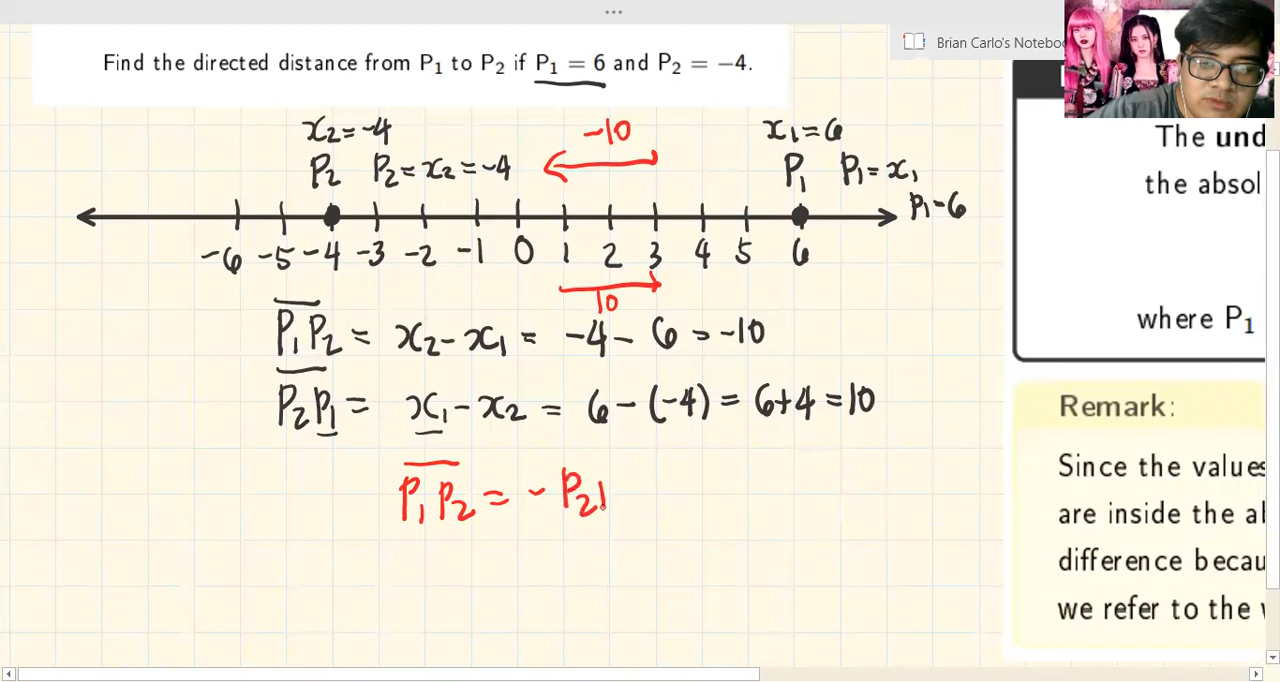 Find the directed distance from P₁ to P₂ if P₁ = 6 and P₂ = −4.
Brian Carlo's Notebo
x₂=-4
-10
x₁=6
P₂ P₂=x₂=-4
P₁ P₁=x₁
P₁-6
-6 -5 -4 -3 -2 -1 0 1 2 3 4 5 6
10
P₁P₂ = x₂-x₁ = -4-6 = -10
P₂P₁ = x₁-x₂ = 6-(-4) = 6+4 = 10
P₁P₂ = -P₂
The und
the absol
where P₁
Remark:
Since the values
are inside the a
difference becau
we refer to the